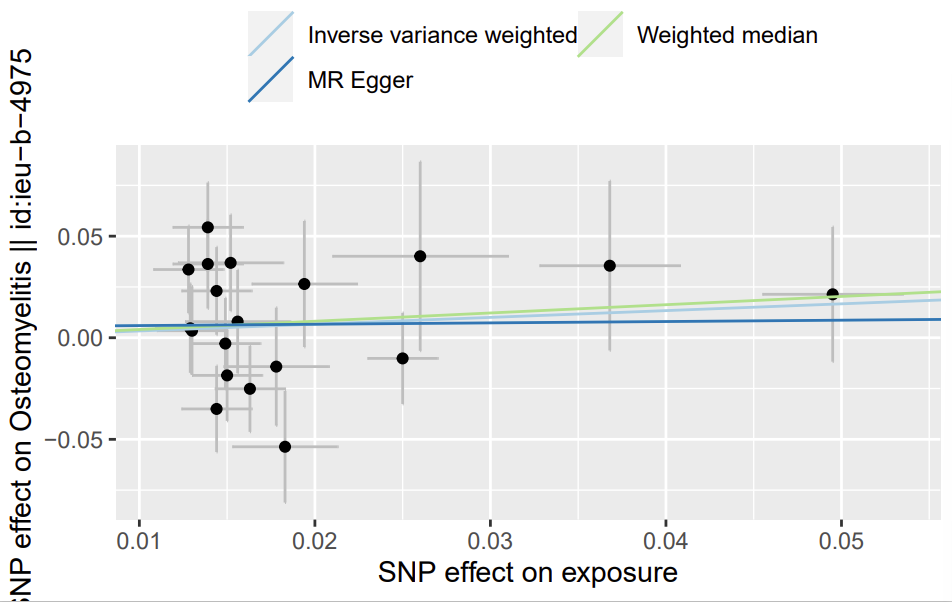 Inverse variance weighted
Weighted median
MR Egger
SNP effect on Osteomyelitis || id:ieu−b−4975
0.05
0.00
−0.05
0.01
0.02
0.03
0.04
0.05
SNP effect on exposure